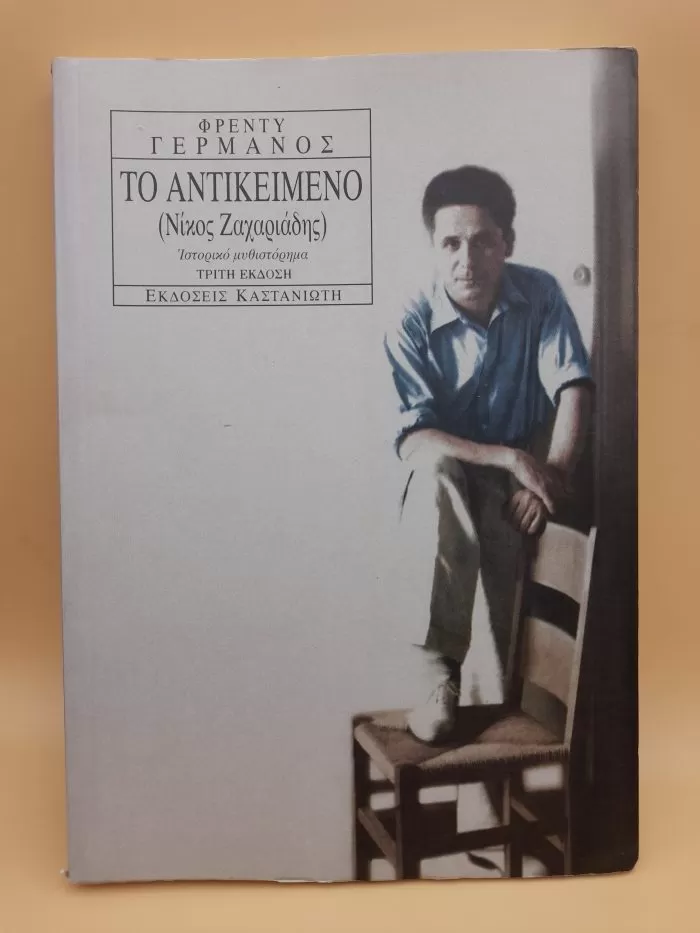 ΦΡΕΝΤΥ
ΓΕΡΜΑΝΟΣ
ΤΟ ΑΝΤΙΚΕΙΜΕΝΟ
(Νίκος Ζαχαριάδης)
Ἱστορικό μυθιστόρημα
ΤΡΙΤΗ ΕΚΔΟΣΗ
ΕΚΔΟΣΕΙΣ ΚΑΣΤΑΝΙΩΤΗ